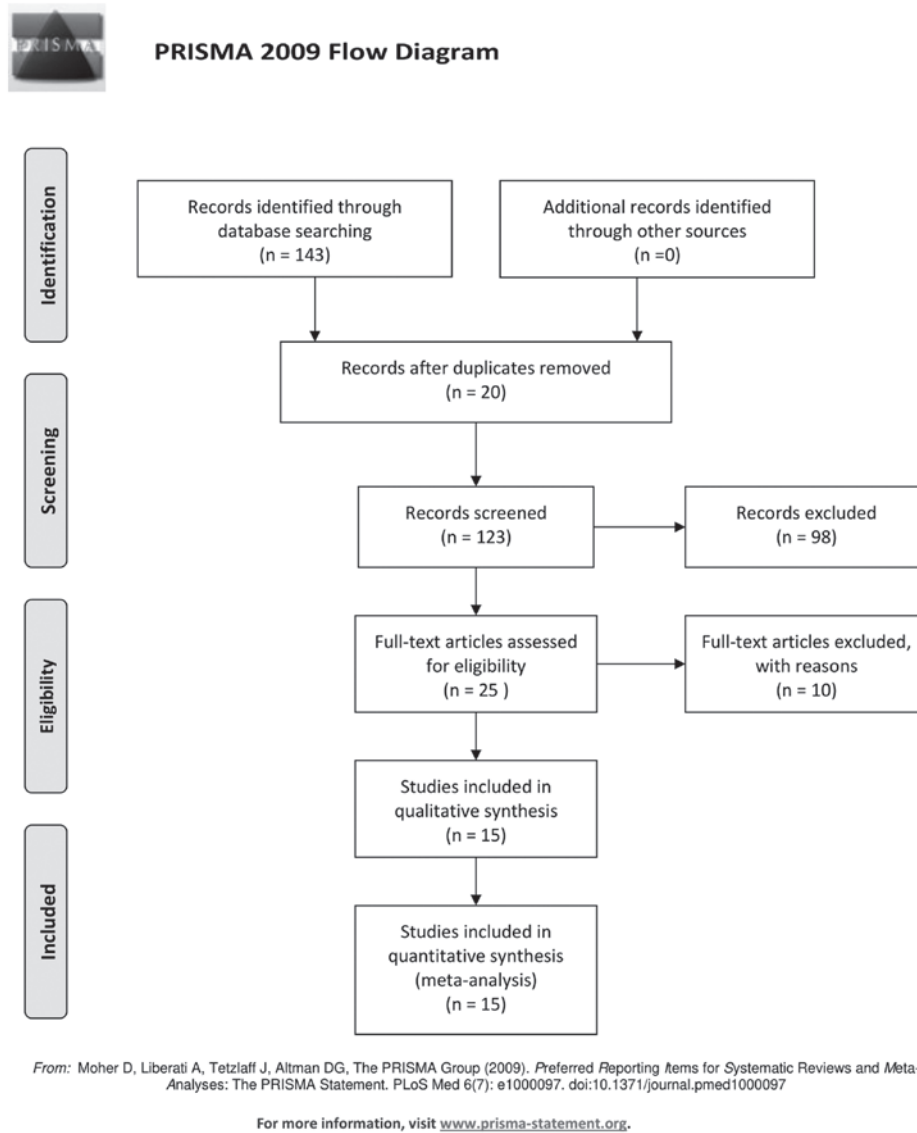 PRISMA
PRISMA 2009 Flow Diagram
Identification
Records identified through
database searching
(n = 143)
Additional records identified
through other sources
(n =0)
Records after duplicates removed
(n = 20)
Screening
Records screened
(n = 123)
Records excluded
(n = 98)
Eligibility
Full-text articles assessed
for eligibility
(n = 25 )
Full-text articles excluded,
with reasons
(n = 10)
Studies included in
qualitative synthesis
(n = 15)
Included
Studies included in
quantitative synthesis
(meta-analysis)
(n = 15)
From: Moher D, Liberati A, Tetzlaff J, Altman DG, The PRISMA Group (2009). Preferred Reporting Items for Systematic Reviews and Meta-
Analyses: The PRISMA Statement. PLoS Med 6(7): e1000097. doi:10.1371/journal.pmed1000097
For more information, visit www.prisma-statement.org.